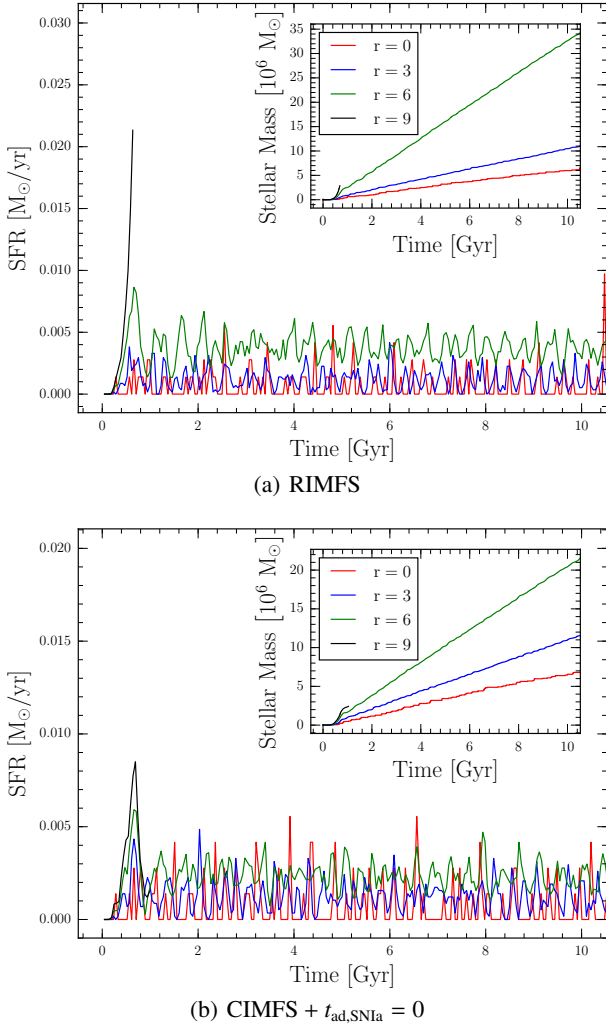 0.030
0.025
0.020
0.015
0.010
0.005
0.000
SFR [M⊙/yr]
0 2 4 6 8 10
Time [Gyr]
35
30
25
20
15
10
5
0
Stellar Mass [10⁶ M⊙]
r = 0
r = 3
r = 6
r = 9
0 2 4 6 8 10
Time [Gyr]
(a) RIMFS
0.020
0.015
0.010
0.005
0.000
SFR [M⊙/yr]
0 2 4 6 8 10
Time [Gyr]
20
15
10
5
0
Stellar Mass [10⁶ M⊙]
r = 0
r = 3
r = 6
r = 9
0 2 4 6 8 10
Time [Gyr]
(b) CIMFS + t_ad,SNIa = 0